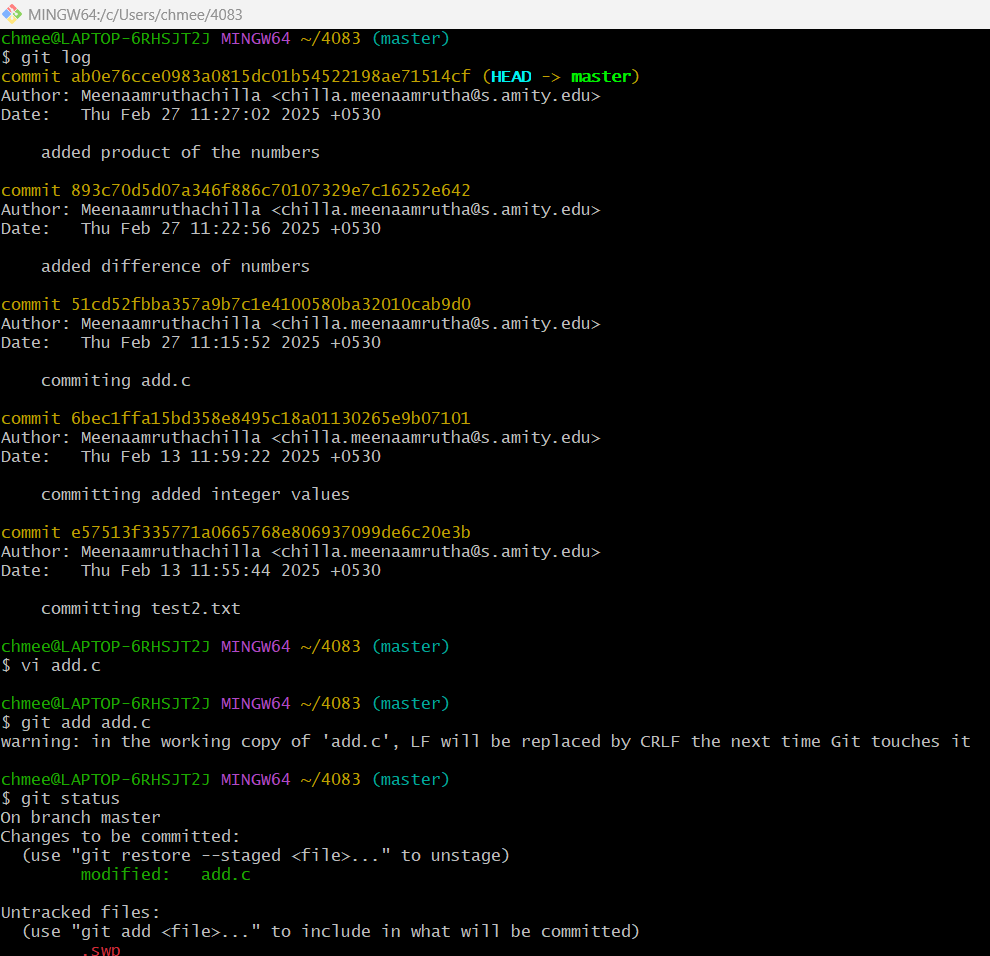 MINGW64:/c/Users/chmee/4083
chmee@LAPTOP-6RHSJT2J MINGW64 ~/4083 (master)
$ git log
commit ab0e76cce0983a0815dc01b54522198ae71514cf (HEAD -> master)
Author: Meenaamruthachilla <chilla.meenaamrutha@s.amity.edu>
Date:   Thu Feb 27 11:27:02 2025 +0530

    added product of the numbers

commit 893c70d5d07a346f886c70107329e7c16252e642
Author: Meenaamruthachilla <chilla.meenaamrutha@s.amity.edu>
Date:   Thu Feb 27 11:22:56 2025 +0530

    added difference of numbers

commit 51cd52fbba357a9b7c1e4100580ba32010cab9d0
Author: Meenaamruthachilla <chilla.meenaamrutha@s.amity.edu>
Date:   Thu Feb 27 11:15:52 2025 +0530

    commiting add.c

commit 6bec1ffa15bd358e8495c18a01130265e9b07101
Author: Meenaamruthachilla <chilla.meenaamrutha@s.amity.edu>
Date:   Thu Feb 13 11:59:22 2025 +0530

    committing added integer values

commit e57513f335771a0665768e806937099de6c20e3b
Author: Meenaamruthachilla <chilla.meenaamrutha@s.amity.edu>
Date:   Thu Feb 13 11:55:44 2025 +0530

    committing test2.txt

chmee@LAPTOP-6RHSJT2J MINGW64 ~/4083 (master)
$ vi add.c

chmee@LAPTOP-6RHSJT2J MINGW64 ~/4083 (master)
$ git add add.c
warning: in the working copy of 'add.c', LF will be replaced by CRLF the next time Git touches it

chmee@LAPTOP-6RHSJT2J MINGW64 ~/4083 (master)
$ git status
On branch master
Changes to be committed:
  (use "git restore --staged <file>..." to unstage)
        modified:   add.c

Untracked files:
  (use "git add <file>..." to include in what will be committed)
        .swp